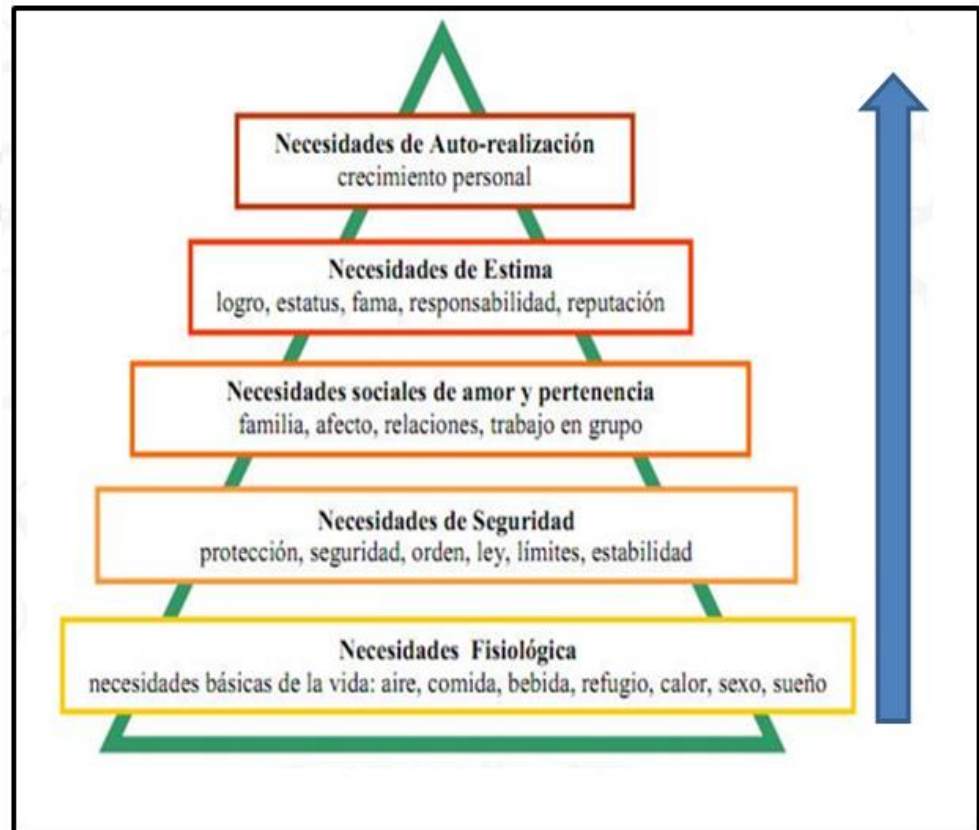 Necesidades de Auto-realización
crecimiento personal
Necesidades de Estima
logro, estatus, fama, responsabilidad, reputación
Necesidades sociales de amor y pertenencia
familia, afecto, relaciones, trabajo en grupo
Necesidades de Seguridad
protección, seguridad, orden, ley, límites, estabilidad
Necesidades Fisiológica
necesidades básicas de la vida: aire, comida, bebida, refugio, calor, sexo, sueño